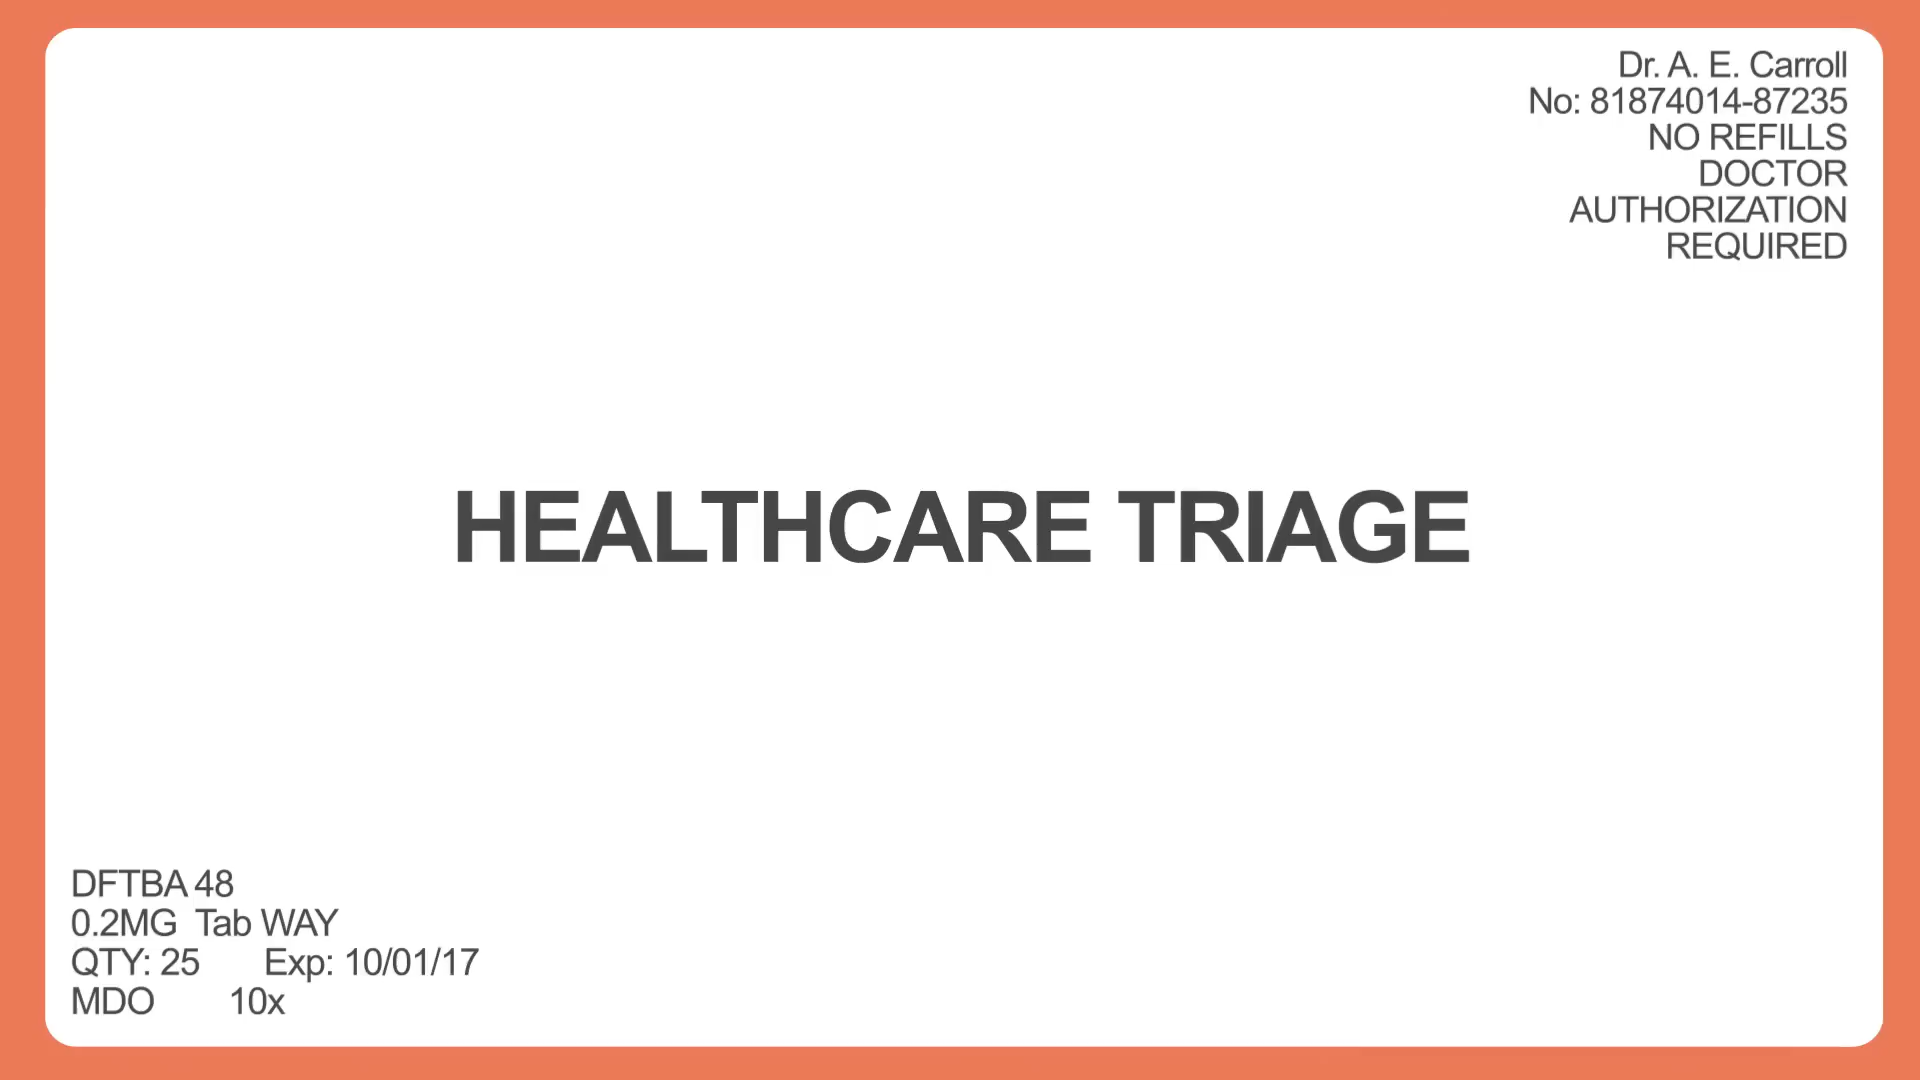 Dr. A. E. Carroll
No: 81874014-87235
NO REFILLS
DOCTOR
AUTHORIZATION
REQUIRED
HEALTHCARE TRIAGE
DFTBA 48
0.2MG Tab WAY
QTY: 25 Exp: 10/01/17
MDO 10x